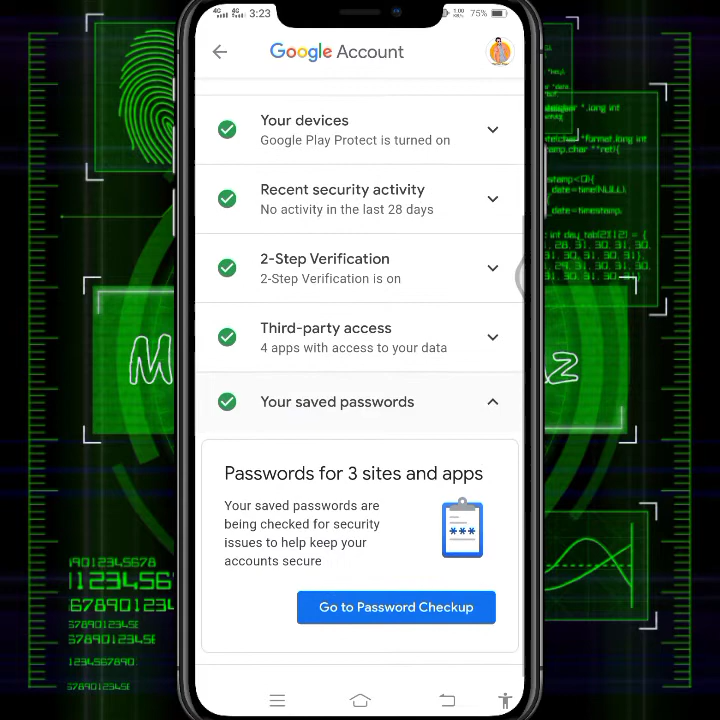 3:23
75%
Google Account
Your devices
Google Play Protect is turned on
Recent security activity
No activity in the last 28 days
2-Step Verification
2-Step Verification is on
Third-party access
4 apps with access to your data
Your saved passwords
Passwords for 3 sites and apps
Your saved passwords are
being checked for security
issues to help keep your
accounts secure
***
Go to Password Checkup